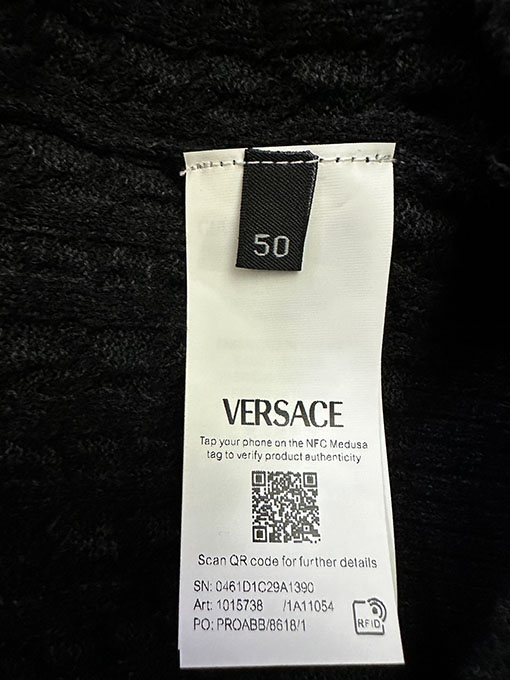 50
VERSACE
Tap your phone on the NFC Medusa
tag to verify product authenticity
Scan QR code for further details
SN: 0461D1C29A1390
Art: 1015738 /1A11054
PO: PROABB/8618/1
RFID